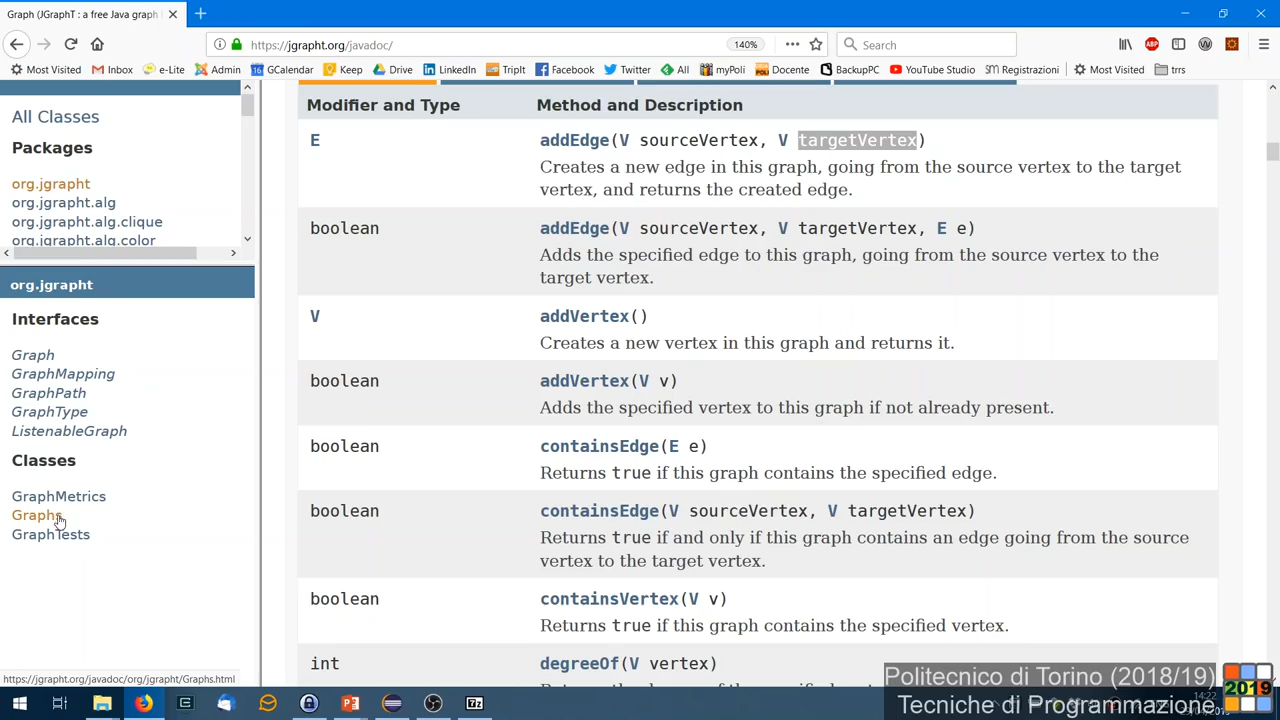 Graph (JGraphT : a free Java graph
https://jgrapht.org/javadoc/
140%
Search
Most Visited
Inbox
e-Lite
Admin
GCalendar
Keep
Drive
LinkedIn
TripIt
Facebook
Twitter
All
myPoli
Docente
BackupPC
YouTube Studio
Registrazioni
Most Visited
trrs
All Classes
Packages
org.jgrapht
org.jgrapht.alg
org.jgrapht.alg.clique
org.jgrapht.alg.color
org.jgrapht
Interfaces
Graph
GraphMapping
GraphPath
GraphType
ListenableGraph
Classes
GraphMetrics
Graphs
GraphTests
https://jgrapht.org/javadoc/org/jgrapht/Graphs.html
Modifier and Type Method and Description
E addEdge(V sourceVertex, V targetVertex)
Creates a new edge in this graph, going from the source vertex to the target
vertex, and returns the created edge.
boolean addEdge(V sourceVertex, V targetVertex, E e)
Adds the specified edge to this graph, going from the source vertex to the
target vertex.
V addVertex()
Creates a new vertex in this graph and returns it.
boolean addVertex(V v)
Adds the specified vertex to this graph if not already present.
boolean containsEdge(E e)
Returns true if this graph contains the specified edge.
boolean containsEdge(V sourceVertex, V targetVertex)
Returns true if and only if this graph contains an edge going from the source
vertex to the target vertex.
boolean containsVertex(V v)
Returns true if this graph contains the specified vertex.
int degreeOf(V vertex)
Politecnico di Torino (2018/19)
Tecniche di Programmazione
2019
14:22